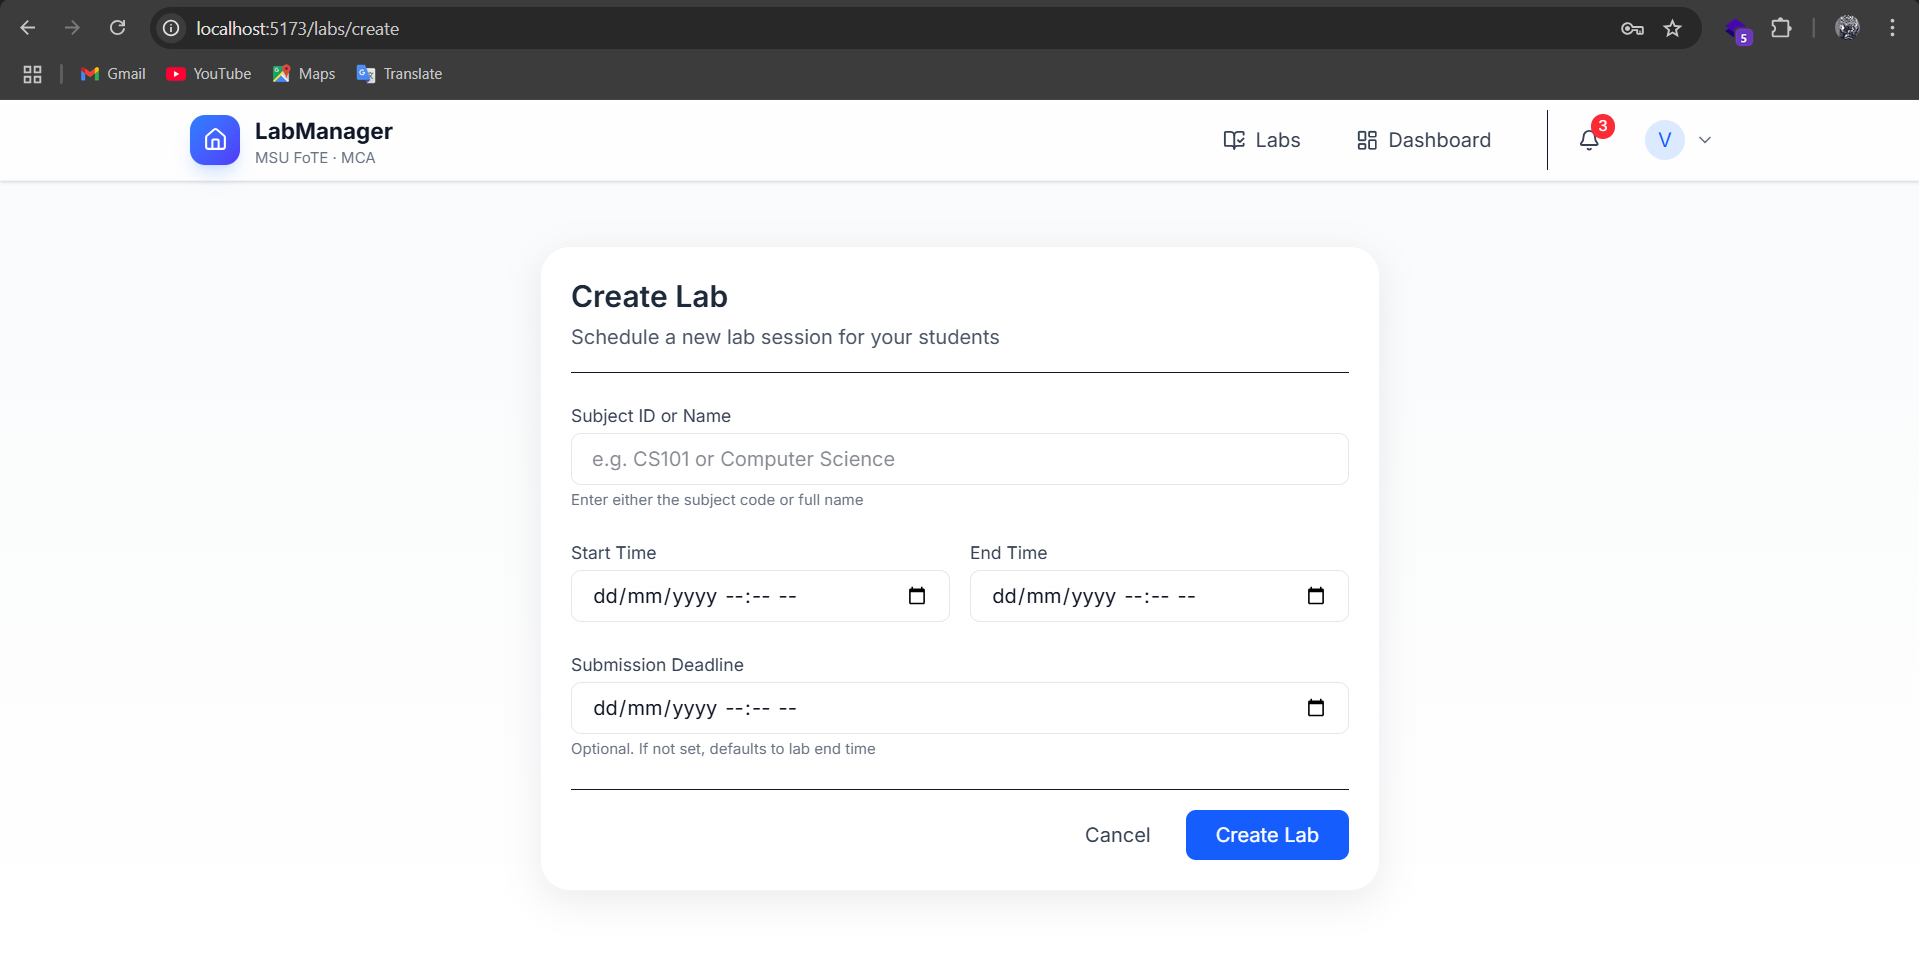 localhost:5173/labs/create
5
Gmail YouTube Maps Translate
LabManager
MSU FoTE · MCA
Labs Dashboard 3 V
Create Lab
Schedule a new lab session for your students
Subject ID or Name
e.g. CS101 or Computer Science
Enter either the subject code or full name
Start Time End Time
dd/mm/yyyy --:-- -- dd/mm/yyyy --:-- --
Submission Deadline
dd/mm/yyyy --:-- --
Optional. If not set, defaults to lab end time
Cancel Create Lab